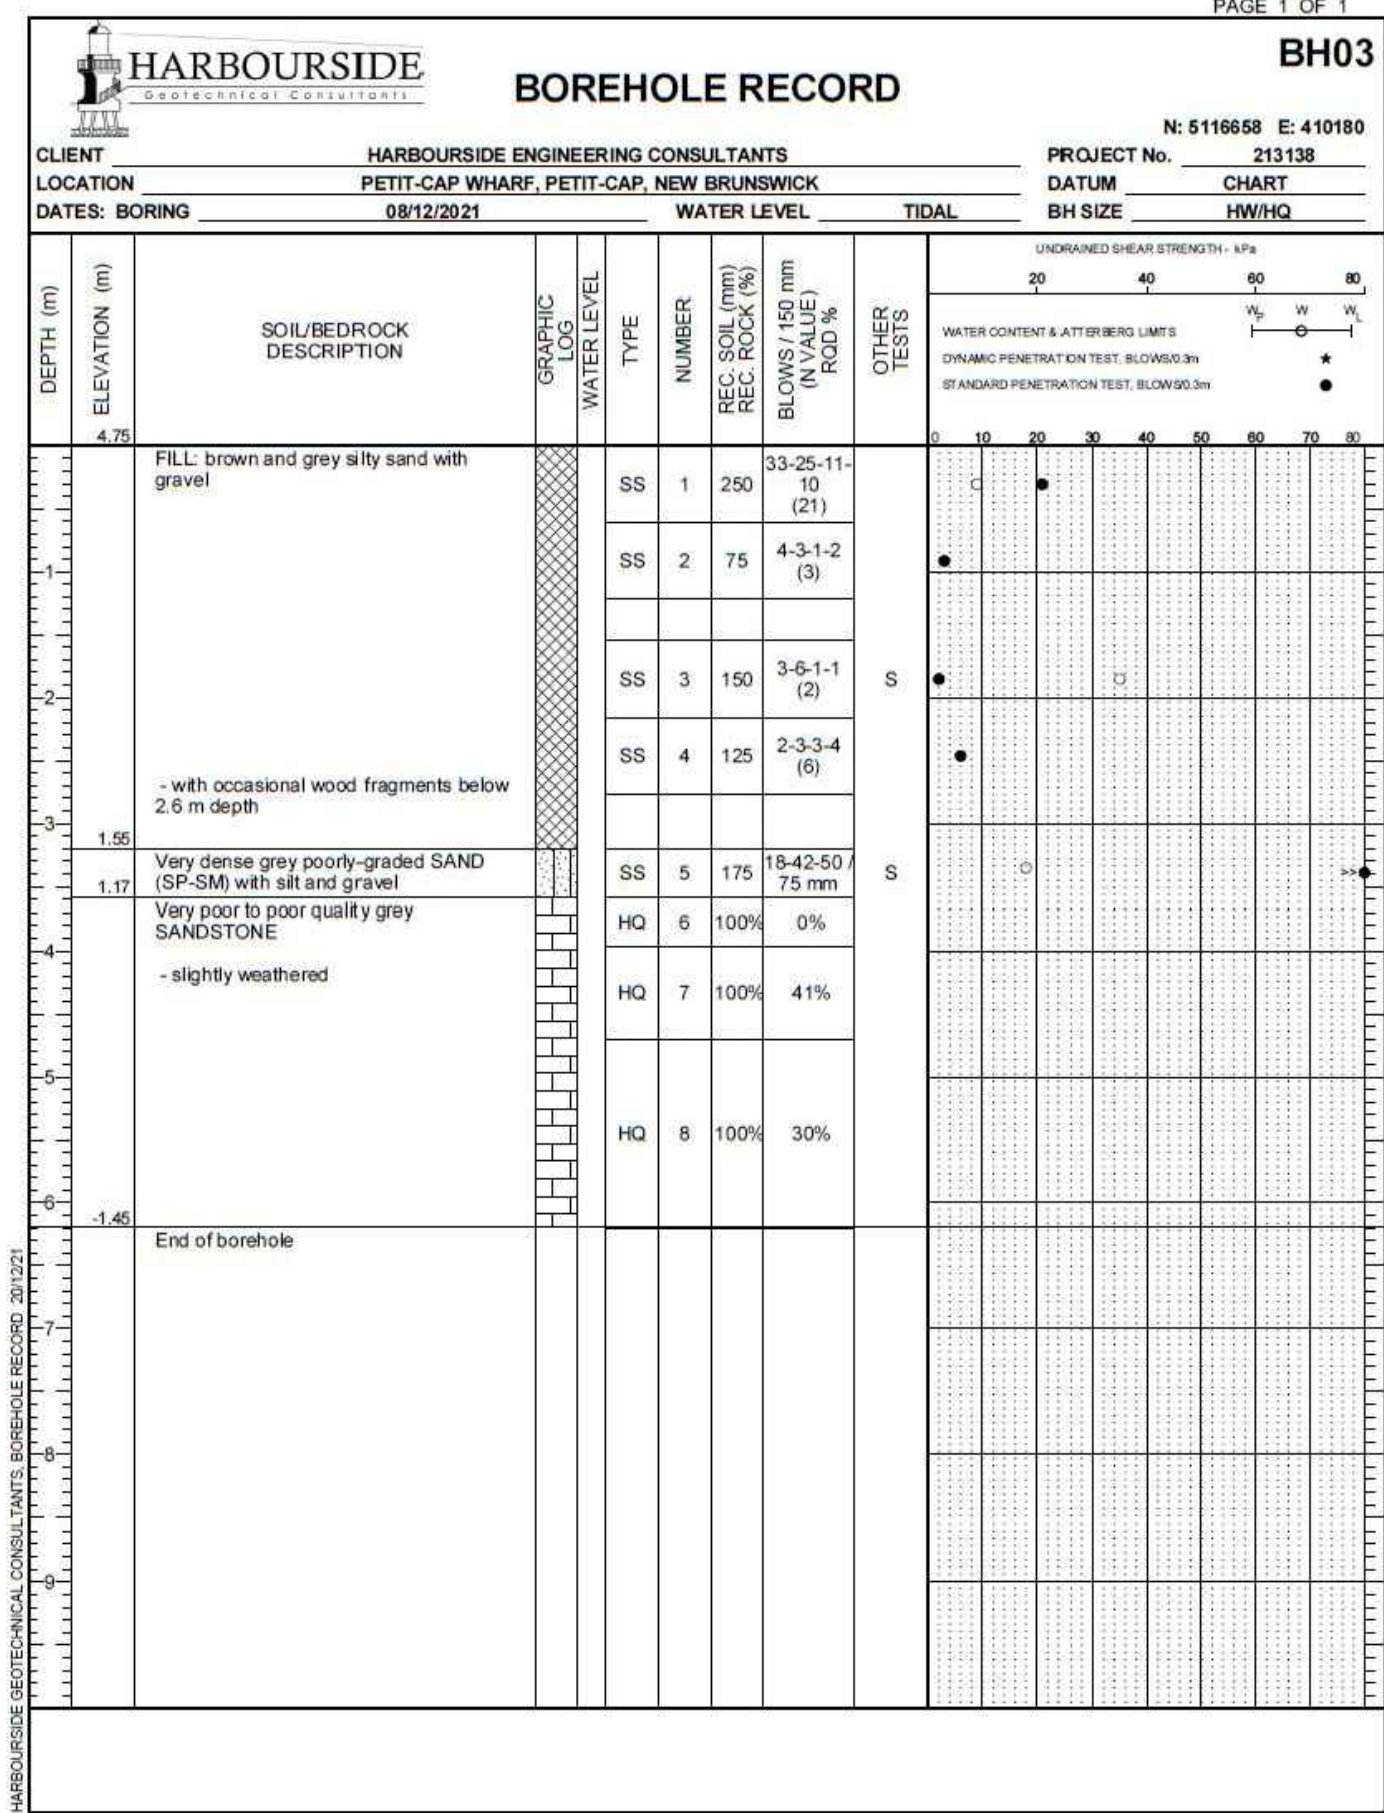 PAGE 1 OF 1
HARBOURSIDE
Geotechnical Consultants
BOREHOLE RECORD
BH03
N: 5116658 E: 410180
CLIENT HARBOURSIDE ENGINEERING CONSULTANTS PROJECT No. 213138
LOCATION PETIT-CAP WHARF, PETIT-CAP, NEW BRUNSWICK DATUM CHART
DATES: BORING 08/12/2021 WATER LEVEL TIDAL BH SIZE HW/HQ
DEPTH (m)
ELEVATION (m)
SOIL/BEDROCK
DESCRIPTION
GRAPHIC
LOG
WATER LEVEL
TYPE
NUMBER
REC. SOIL (mm)
REC. ROCK (%)
BLOWS / 150 mm
(N VALUE)
RQD %
OTHER
TESTS
UNDRAINED SHEAR STRENGTH - kPa
20 40 60 80
WP W WL
WATER CONTENT & ATTERBERG LIMITS
DYNAMIC PENETRATION TEST, BLOWS/0.3m ★
STANDARD PENETRATION TEST, BLOWS/0.3m ●
4.75
0 10 20 30 40 50 60 70 80
FILL: brown and grey silty sand with
gravel
SS 1 250 33-25-11-
10
(21)
SS 2 75 4-3-1-2
(3)
1
SS 3 150 3-6-1-1
(2)
S
2
SS 4 125 2-3-3-4
(6)
- with occasional wood fragments below
2.6 m depth
3
1.55
Very dense grey poorly-graded SAND
(SP-SM) with silt and gravel
SS 5 175 18-42-50 /
75 mm
S
>>
1.17
Very poor to poor quality grey
SANDSTONE
HQ 6 100% 0%
4
- slightly weathered
HQ 7 100% 41%
5
HQ 8 100% 30%
6
-1.45
End of borehole
7
8
9
HARBOURSIDE GEOTECHNICAL CONSULTANTS, BOREHOLE RECORD 20/12/21